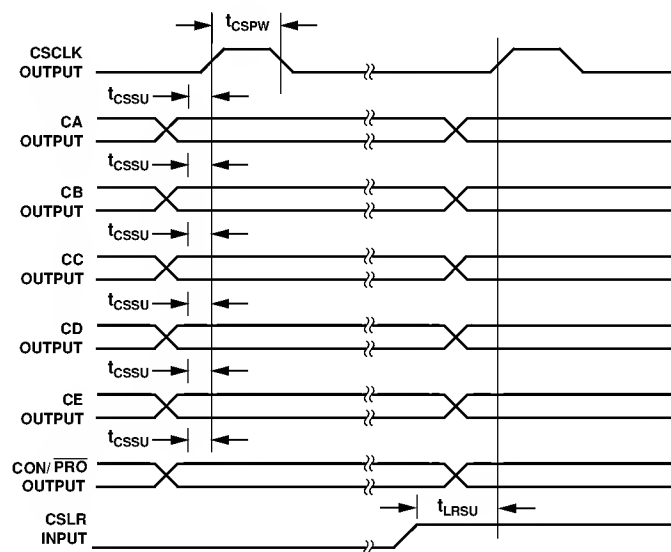 tCSPW
CSCLK
OUTPUT
tCSSU
CA
OUTPUT
tCSSU
CB
OUTPUT
tCSSU
CC
OUTPUT
tCSSU
CD
OUTPUT
tCSSU
CE
OUTPUT
tCSSU
CON/PRO
OUTPUT
tLRSU
CSLR
INPUT